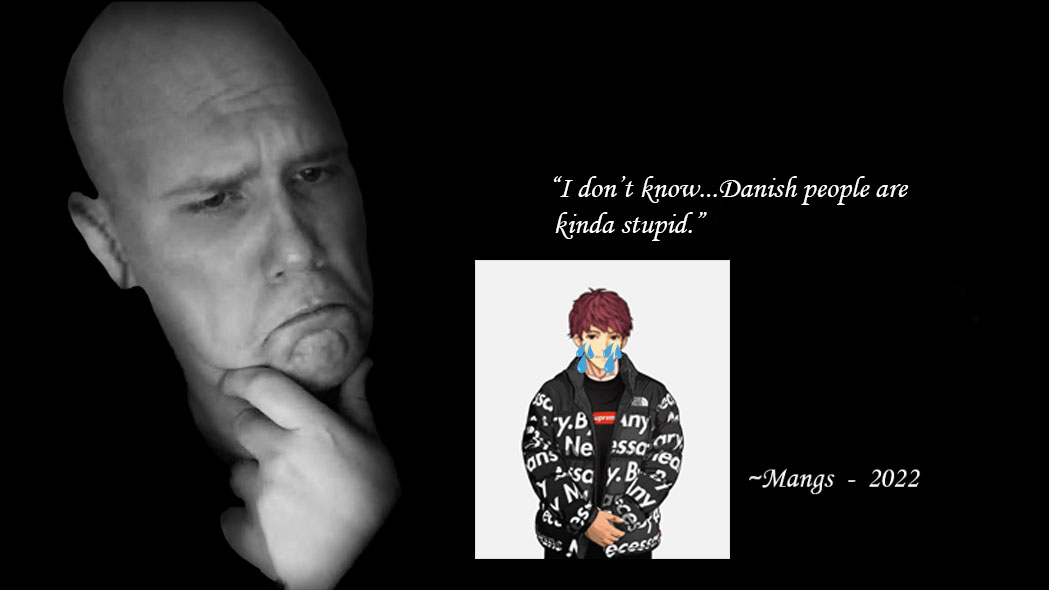 “I don’t know...Danish people are
kinda stupid.”
~Mangs - 2022